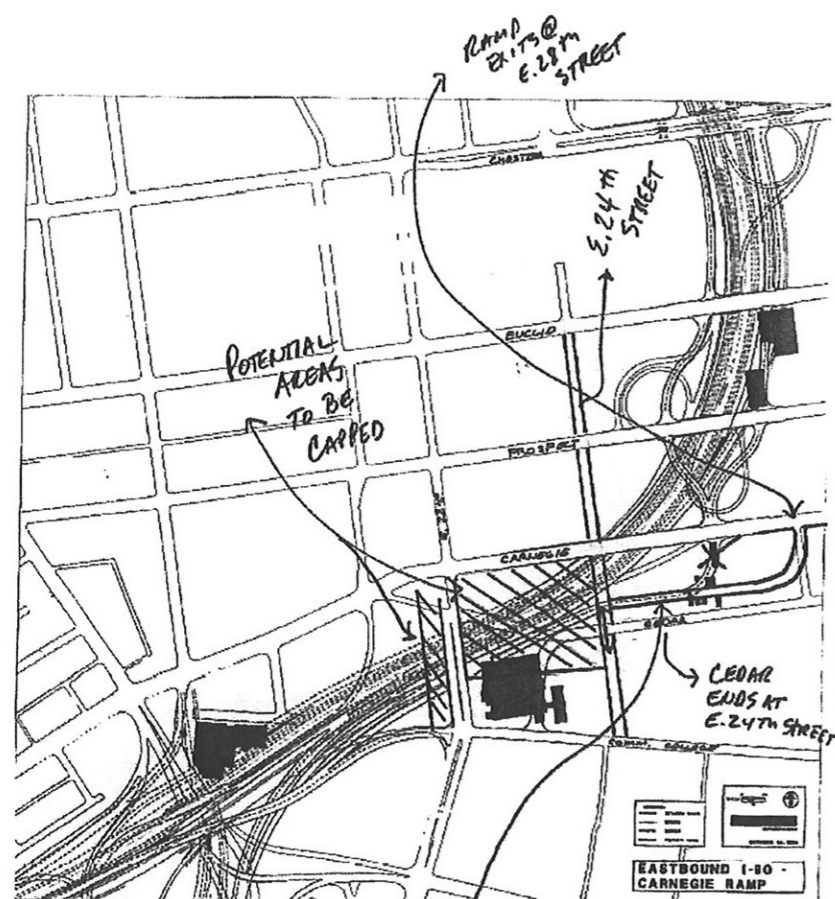 RAMP
EXITS @
E.28TH
STREET
CHESTER
E.24TH
STREET
EUCLID
POTENTIAL
AREAS
TO BE
CAPPED
PROSPECT
CARNEGIE
CEDAR
CEDAR
ENDS AT
E.24TH STREET
COMM. COLLEGE
EASTBOUND I-90 -
CARNEGIE RAMP